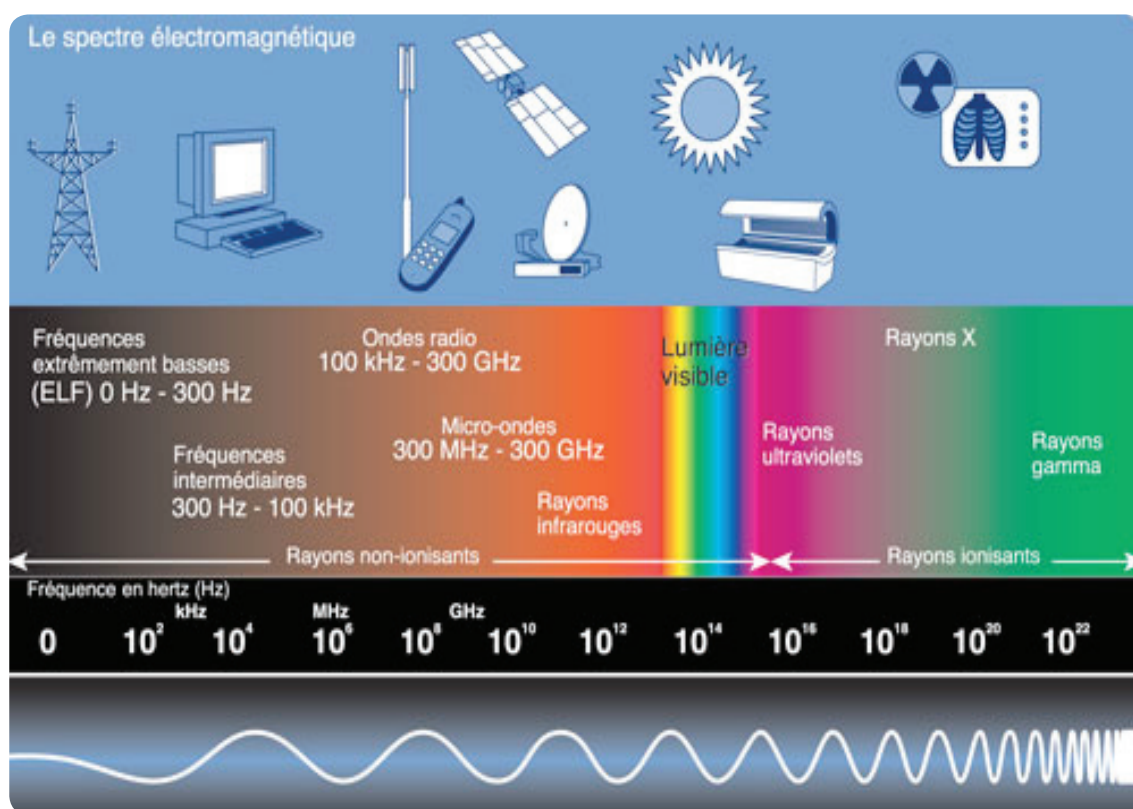 Le spectre électromagnétique
Fréquences
extrêmement basses
(ELF) 0 Hz - 300 Hz
Fréquences
intermédiaires
300 Hz - 100 kHz
Ondes radio
100 kHz - 300 GHz
Micro-ondes
300 MHz - 300 GHz
Rayons
infrarouges
Lumière
visible
Rayons
ultraviolets
Rayons X
Rayons
gamma
Rayons non-ionisants
Rayons ionisants
Fréquence en hertz (Hz)
kHz MHz GHz
0 10² 10⁴ 10⁶ 10⁸ 10¹⁰ 10¹² 10¹⁴ 10¹⁶ 10¹⁸ 10²⁰ 10²²